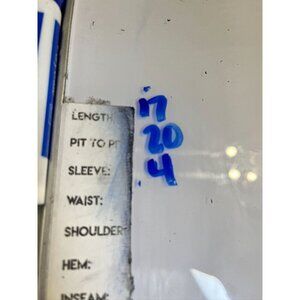 LENGTH: 17
PIT TO PI 20
SLEEVE: 4
WAIST:
SHOULDER
HEM:
INSEAM: